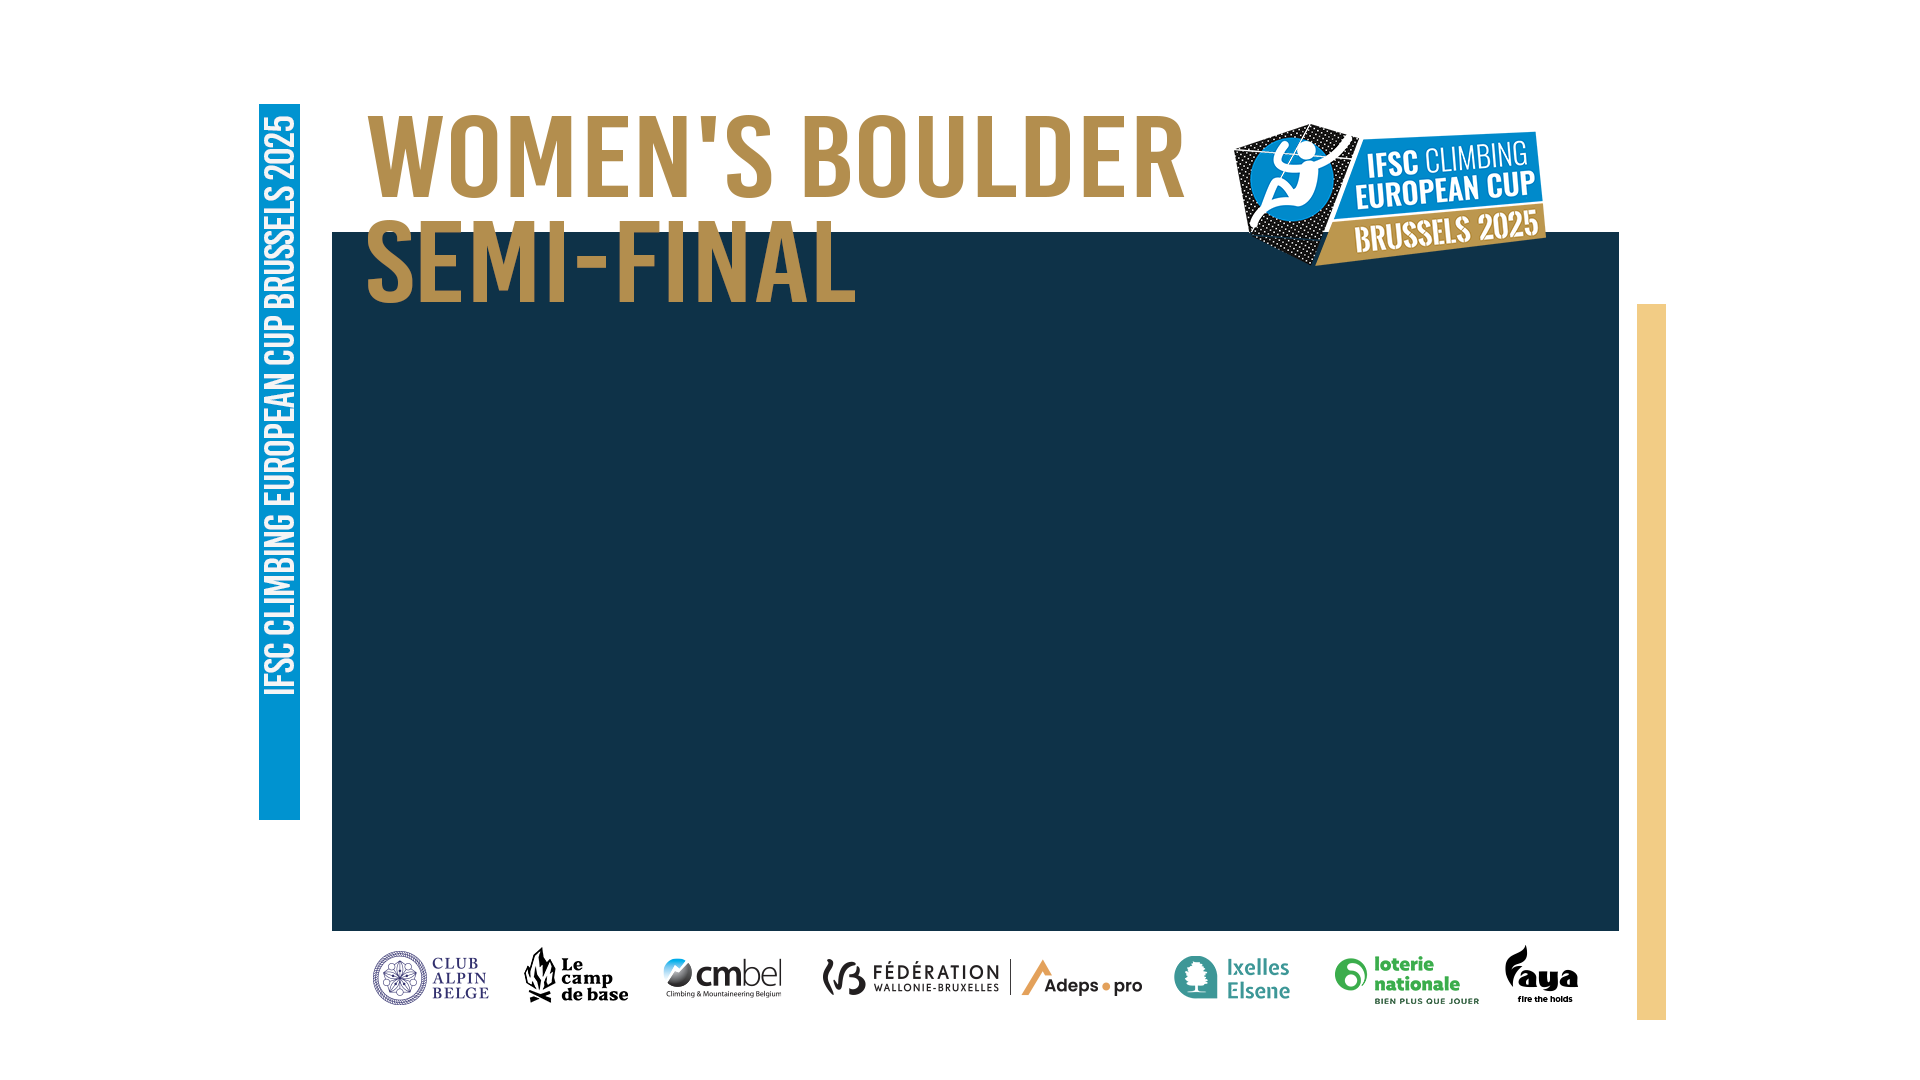 IFSC CLIMBING EUROPEAN CUP BRUSSELS 2025
WOMEN'S BOULDER
SEMI-FINAL
IFSC CLIMBING
EUROPEAN CUP
BRUSSELS 2025
CLUB
ALPIN
BELGE
Le
camp
de base
cmbel
Climbing & Mountaineering Belgium
FÉDÉRATION
WALLONIE-BRUXELLES
Adeps pro
Ixelles
Elsene
loterie
nationale
BIEN PLUS QUE JOUER
Faya
fire the holds